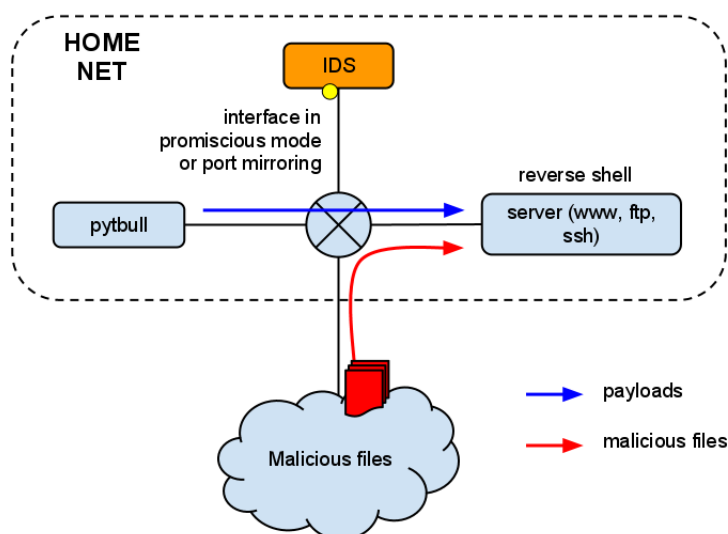 HOME
NET
IDS
interface in
promiscious mode
or port mirroring
reverse shell
pytbull
server (www, ftp,
ssh)
payloads
malicious files
Malicious files